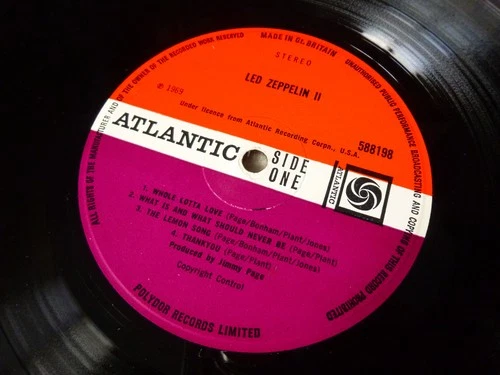 ALL RIGHTS OF THE MANUFACTURER AND OF THE OWNER OF THE RECORDED WORK RESERVED
MADE IN GT. BRITAIN
UNAUTHORISED PUBLIC PERFORMANCE BROADCASTING AND COPYING OF THIS RECORD PROHIBITED
STEREO
LED ZEPPELIN II
℗ 1969
Under license from Atlantic Recording Corpn., U.S.A.
588198
ATLANTIC
SIDE
ONE
ATLANTIC
1. WHOLE LOTTA LOVE (Page/Bonham/Plant/Jones)
2. WHAT IS AND WHAT SHOULD NEVER BE (Page/Plant)
3. THE LEMON SONG (Page/Bonham/Plant/Jones)
4. THANKYOU (Page/Plant)
Produced by Jimmy Page
Copyright Control
POLYDOR RECORDS LIMITED